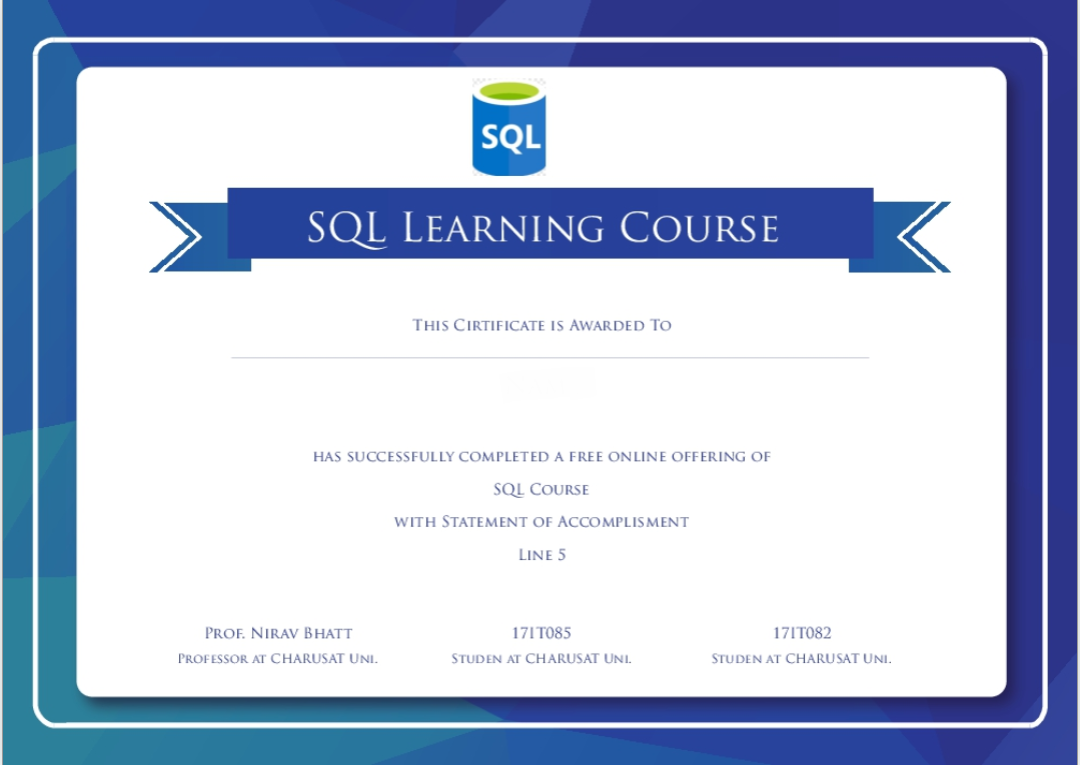 SQL
SQL Learning Course
This Cirtificate is Awarded To
has successfully completed a free online offering of
SQL Course
with Statement of Accomplisment
Line 5
Prof. Nirav Bhatt 17IT085 17IT082
Professor at CHARUSAT Uni. Studen at CHARUSAT Uni. Studen at CHARUSAT Uni.